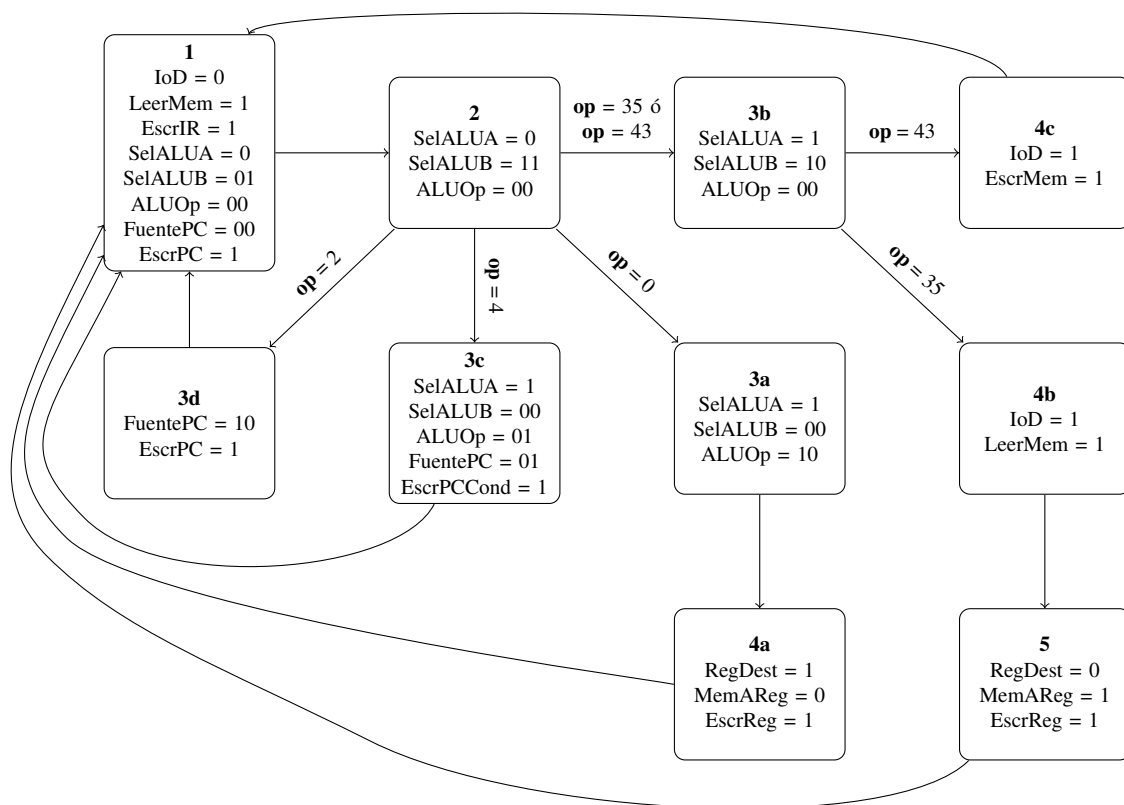 1
IoD = 0
LeerMem = 1
EscrIR = 1
SelALUA = 0
SelALUB = 01
ALUOp = 00
FuentePC = 00
EscrPC = 1
2
SelALUA = 0
SelALUB = 11
ALUOp = 00
op = 35 ó
op = 43
3b
SelALUA = 1
SelALUB = 10
ALUOp = 00
op = 43
4c
IoD = 1
EscrMem = 1
op = 2
op = 4
op = 0
op = 35
3d
FuentePC = 10
EscrPC = 1
3c
SelALUA = 1
SelALUB = 00
ALUOp = 01
FuentePC = 01
EscrPCCond = 1
3a
SelALUA = 1
SelALUB = 00
ALUOp = 10
4b
IoD = 1
LeerMem = 1
4a
RegDest = 1
MemAReg = 0
EscrReg = 1
5
RegDest = 0
MemAReg = 1
EscrReg = 1